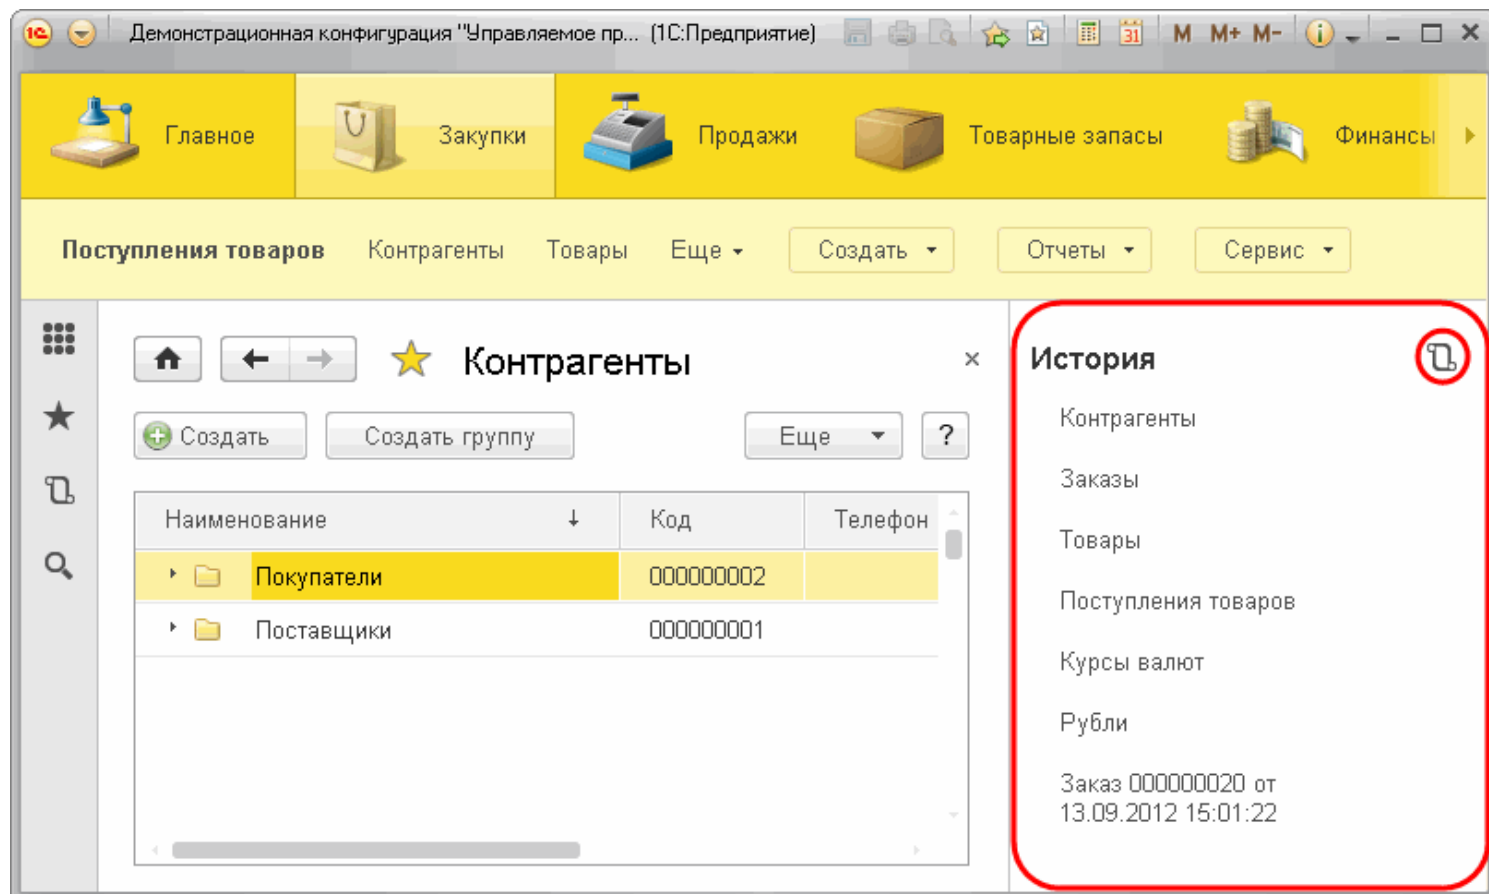 1С Демонстрационная конфигурация "Управляемое пр... (1С:Предприятие) 31 M M+ M- i
Главное Закупки Продажи Товарные запасы Финансы
Поступления товаров Контрагенты Товары Еще Создать Отчеты Сервис
Контрагенты
Создать Создать группу Еще ?
Наименование Код Телефон
Покупатели 000000002
Поставщики 000000001
История
Контрагенты
Заказы
Товары
Поступления товаров
Курсы валют
Рубли
Заказ 000000020 от
13.09.2012 15:01:22